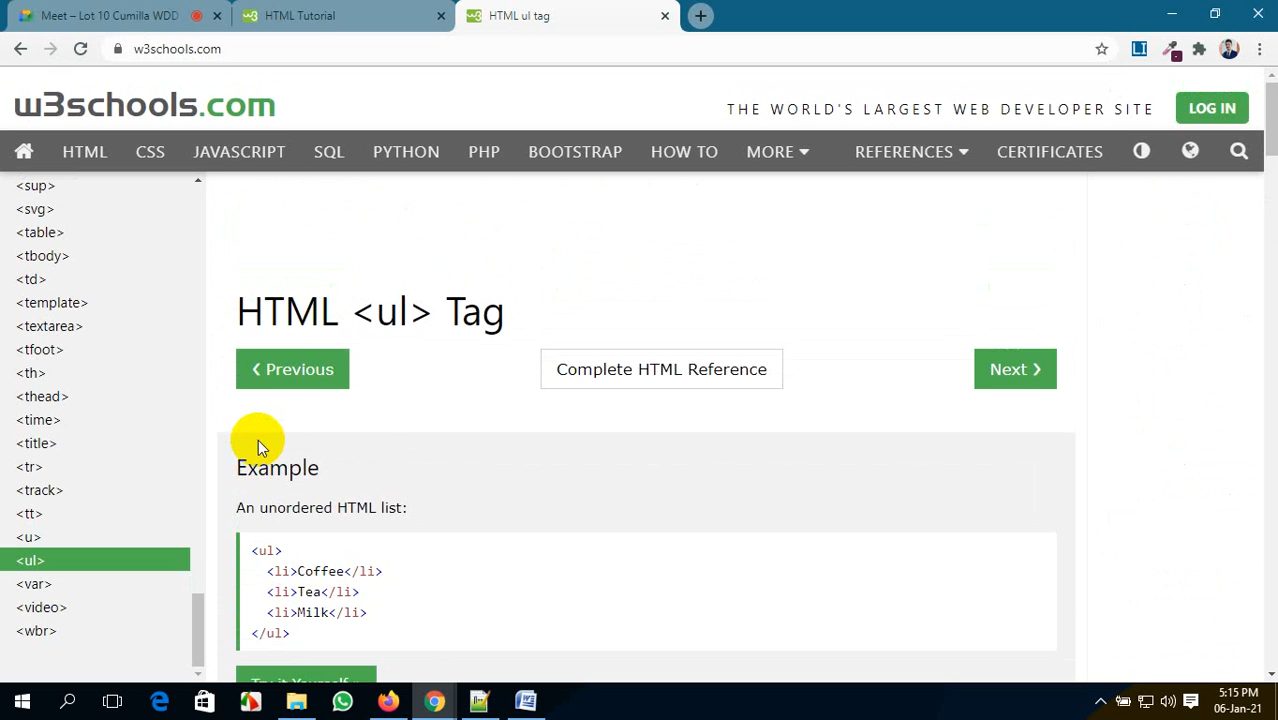 Meet – Lot 10 Cumilla WDD
HTML Tutorial
HTML ul tag
w3schools.com
w3schools.com
THE WORLD'S LARGEST WEB DEVELOPER SITE
LOG IN
HTML CSS JAVASCRIPT SQL PYTHON PHP BOOTSTRAP HOW TO MORE REFERENCES CERTIFICATES
<sup>
<svg>
<table>
<tbody>
<td>
<template>
<textarea>
<tfoot>
<th>
<thead>
<time>
<title>
<tr>
<track>
<tt>
<u>
<ul>
<var>
<video>
<wbr>
HTML <ul> Tag
❮ Previous
Complete HTML Reference
Next ❯
Example
An unordered HTML list:
<ul>
<li>Coffee</li>
<li>Tea</li>
<li>Milk</li>
</ul>
Try it Yourself »
5:15 PM
06-Jan-21